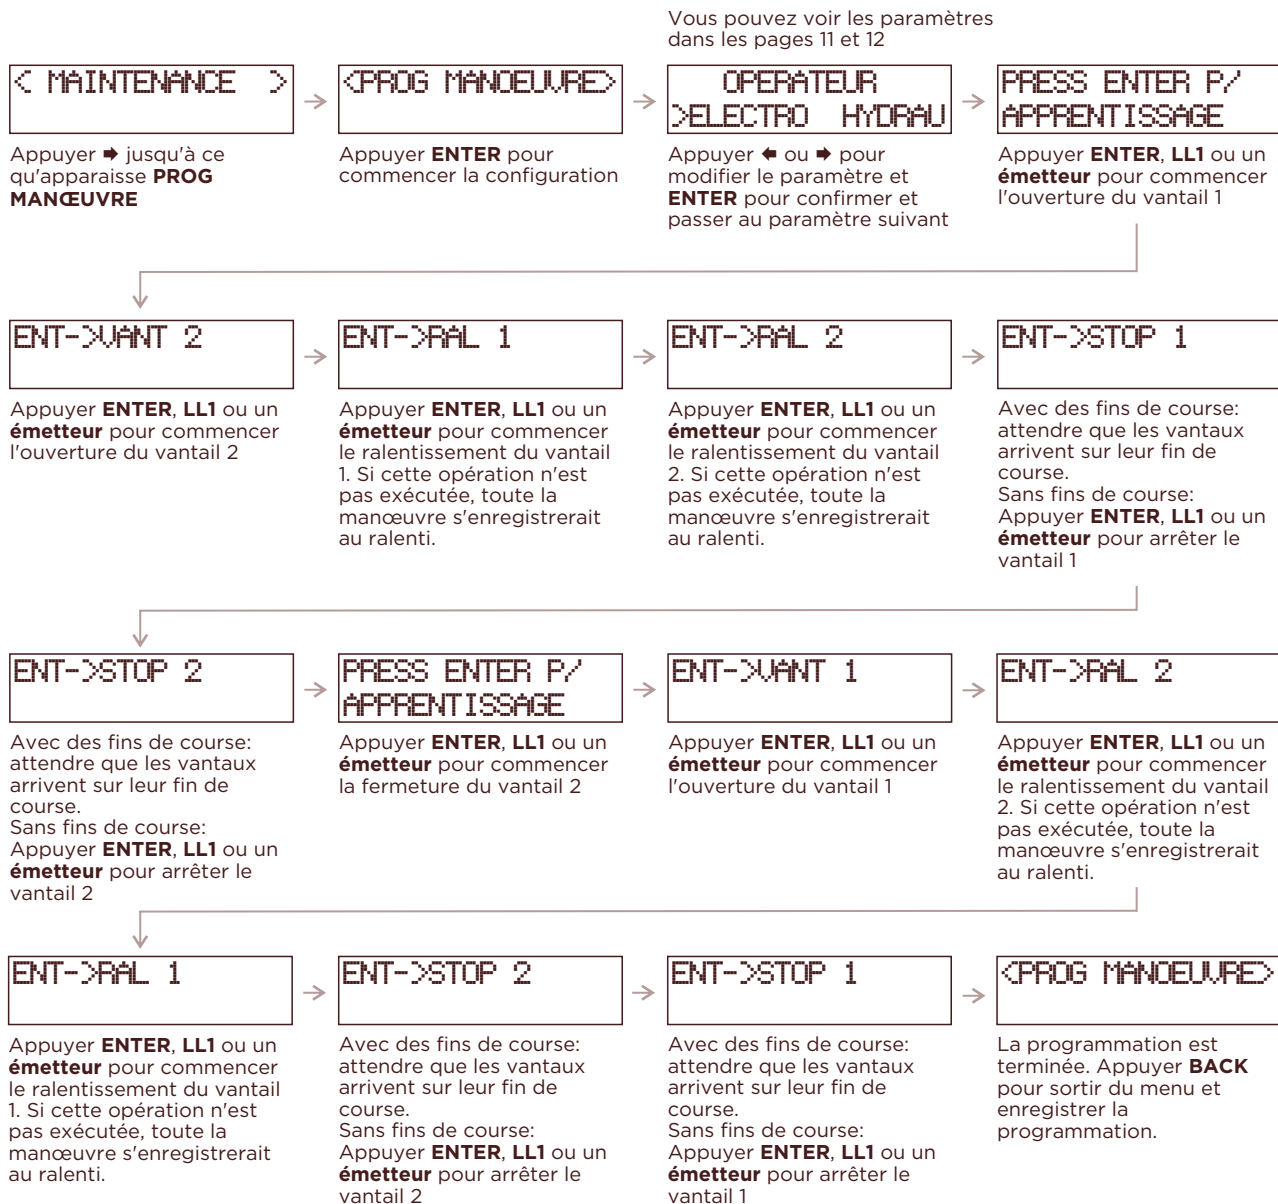 Vous pouvez voir les paramètres
dans les pages 11 et 12
< MAINTENANCE >
Appuyer ➡ jusqu'à ce
qu'apparaisse PROG
MANŒUVRE
<PROG MANOEUVRE>
Appuyer ENTER pour
commencer la configuration
OPERATEUR
>ELECTRO HYDRAU
Appuyer ⬅ ou ➡ pour
modifier le paramètre et
ENTER pour confirmer et
passer au paramètre suivant
PRESS ENTER P/
APPRENTISSAGE
Appuyer ENTER, LL1 ou un
émetteur pour commencer
l'ouverture du vantail 1
ENT->VANT 2
Appuyer ENTER, LL1 ou un
émetteur pour commencer
l'ouverture du vantail 2
ENT->RAL 1
Appuyer ENTER, LL1 ou un
émetteur pour commencer
le ralentissement du vantail
1. Si cette opération n'est
pas exécutée, toute la
manœuvre s'enregistrerait
au ralenti.
ENT->RAL 2
Appuyer ENTER, LL1 ou un
émetteur pour commencer
le ralentissement du vantail
2. Si cette opération n'est
pas exécutée, toute la
manœuvre s'enregistrerait
au ralenti.
ENT->STOP 1
Avec des fins de course:
attendre que les vantaux
arrivent sur leur fin de
course.
Sans fins de course:
Appuyer ENTER, LL1 ou un
émetteur pour arrêter le
vantail 1
ENT->STOP 2
Avec des fins de course:
attendre que les vantaux
arrivent sur leur fin de
course.
Sans fins de course:
Appuyer ENTER, LL1 ou un
émetteur pour arrêter le
vantail 2
PRESS ENTER P/
APPRENTISSAGE
Appuyer ENTER, LL1 ou un
émetteur pour commencer
la fermeture du vantail 2
ENT->VANT 1
Appuyer ENTER, LL1 ou un
émetteur pour commencer
l'ouverture du vantail 1
ENT->RAL 2
Appuyer ENTER, LL1 ou un
émetteur pour commencer
le ralentissement du vantail
2. Si cette opération n'est
pas exécutée, toute la
manœuvre s'enregistrerait
au ralenti.
ENT->RAL 1
Appuyer ENTER, LL1 ou un
émetteur pour commencer
le ralentissement du vantail
1. Si cette opération n'est
pas exécutée, toute la
manœuvre s'enregistrerait
au ralenti.
ENT->STOP 2
Avec des fins de course:
attendre que les vantaux
arrivent sur leur fin de
course.
Sans fins de course:
Appuyer ENTER, LL1 ou un
émetteur pour arrêter le
vantail 2
ENT->STOP 1
Avec des fins de course:
attendre que les vantaux
arrivent sur leur fin de
course.
Sans fins de course:
Appuyer ENTER, LL1 ou un
émetteur pour arrêter le
vantail 1
<PROG MANOEUVRE>
La programmation est
terminée. Appuyer BACK
pour sortir du menu et
enregistrer la
programmation.